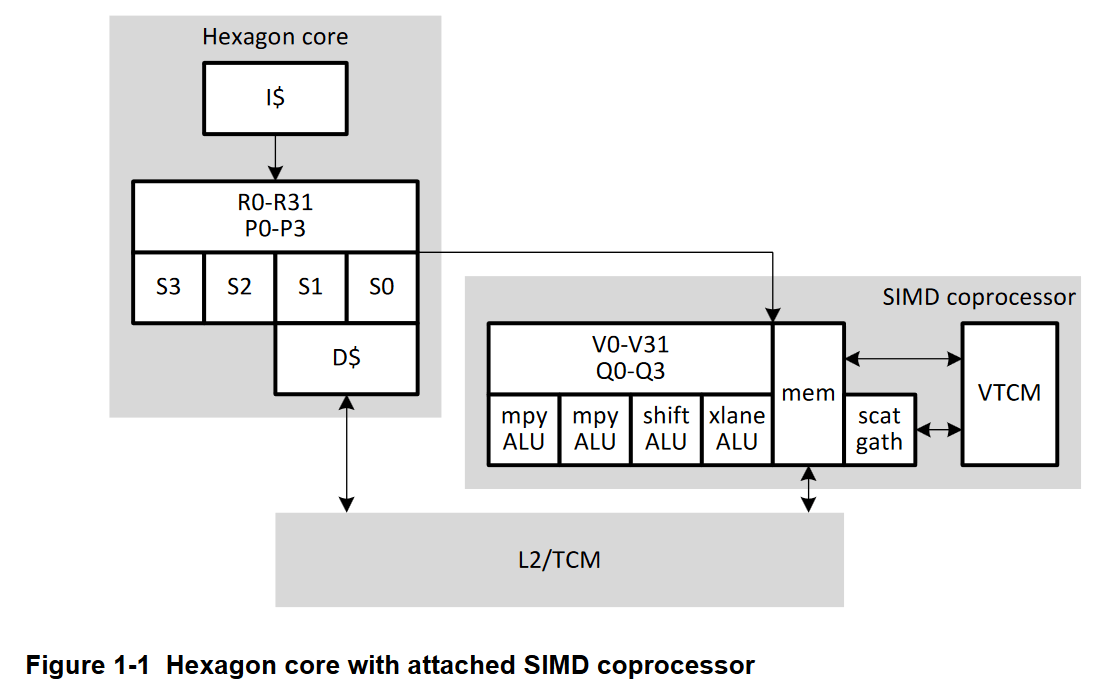 Hexagon core
I$
R0-R31
P0-P3
S3 S2 S1 S0
D$
SIMD coprocessor
V0-V31
Q0-Q3
mpy ALU
mpy ALU
shift ALU
xlane ALU
mem
scat
gath
VTCM
L2/TCM
Figure 1-1 Hexagon core with attached SIMD coprocessor